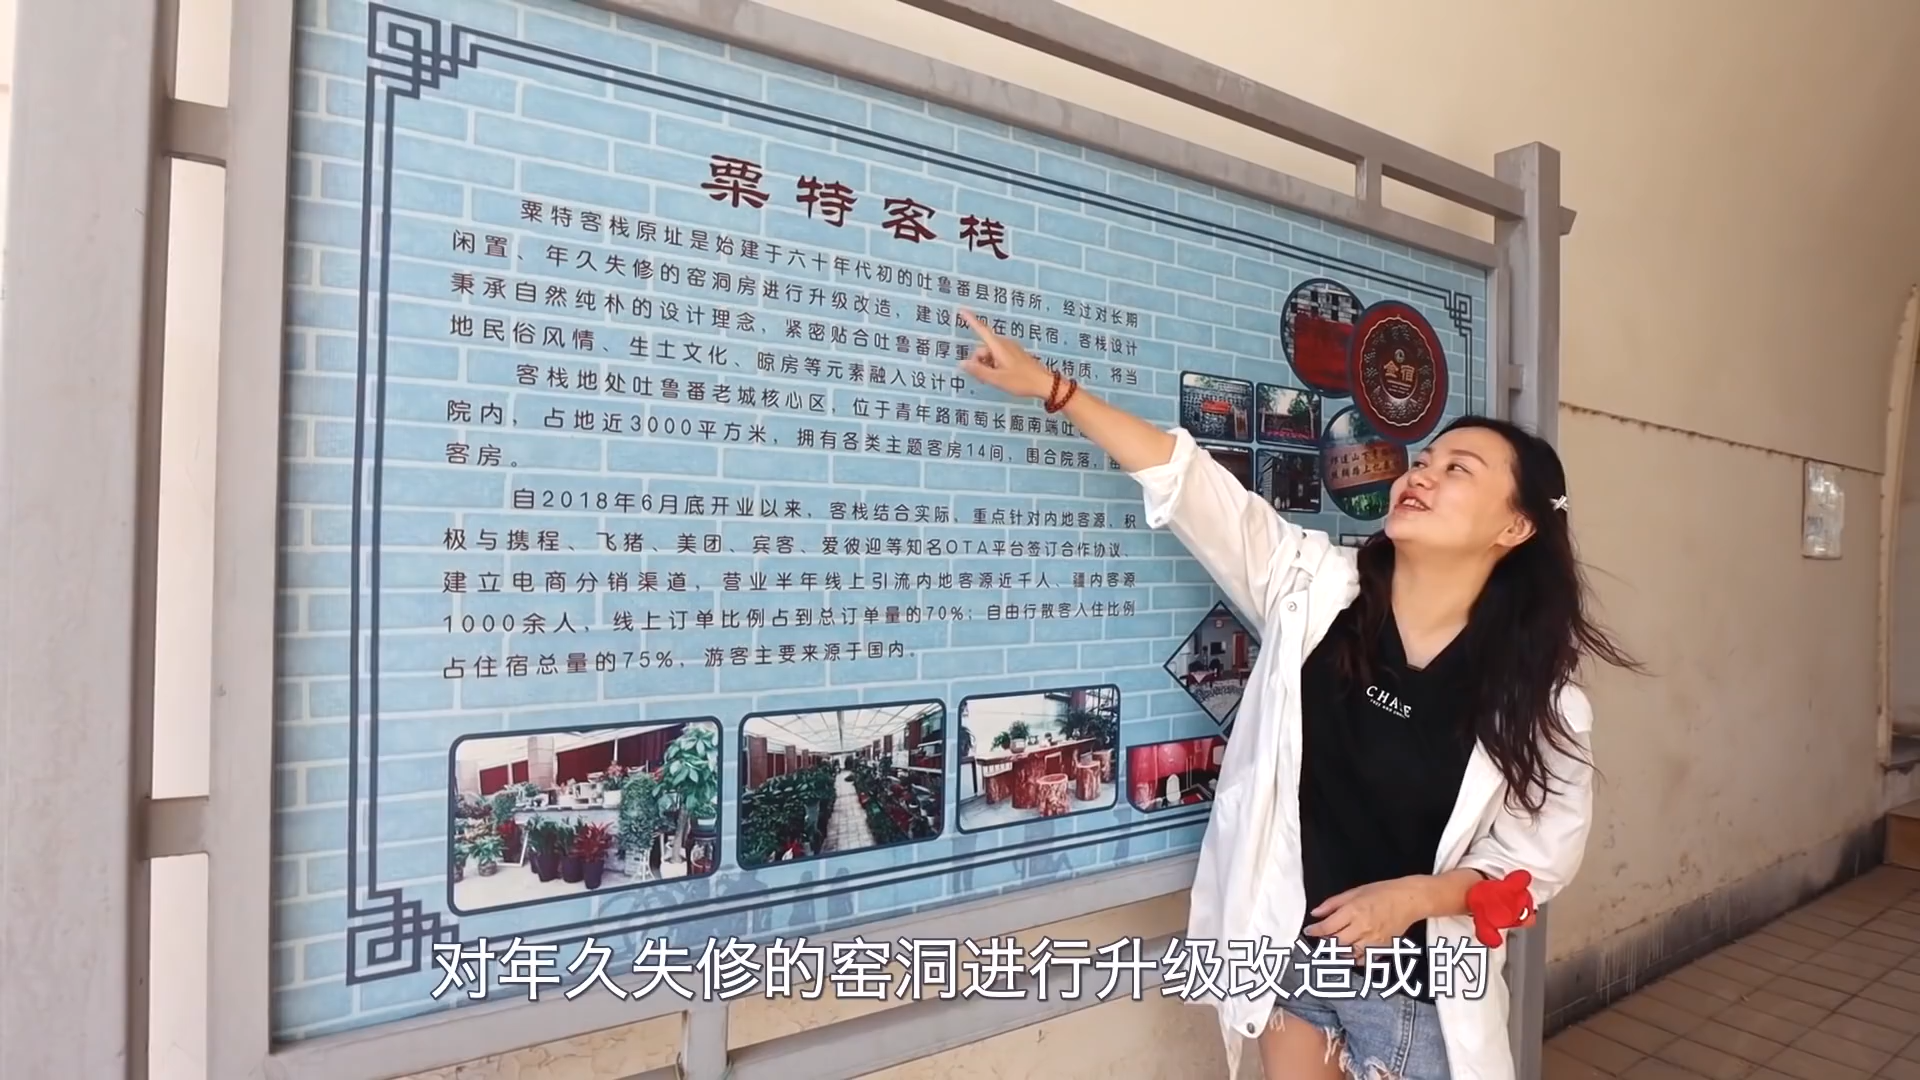 粟特客栈
粟特客栈原址是始建于六十年代初的吐鲁番县招待所，经过对长期
闲置、年久失修的窑洞房进行升级改造，建设成现在的民宿。客栈设计
秉承自然纯朴的设计理念，紧密贴合吐鲁番厚重 化特质，将当
地民俗风情、生土文化、晾房等元素融入设计中。
客栈地处吐鲁番老城核心区，位于青年路葡萄长廊南端吐
院内，占地近3000平方米，拥有各类主题客房14间，围合院落，
客房。
自2018年6月底开业以来，客栈结合实际，重点针对内地客源，积
极与携程、飞猪、美团、宾客、爱彼迎等知名OTA平台签订合作协议、
建立电商分销渠道，营业半年线上引流内地客源近千人、疆内客源
1000余人，线上订单比例占到总订单量的70%；自由行散客入住比例
占住宿总量的75%，游客主要来源于国内。
金宿
对年久失修的窑洞进行升级改造成的